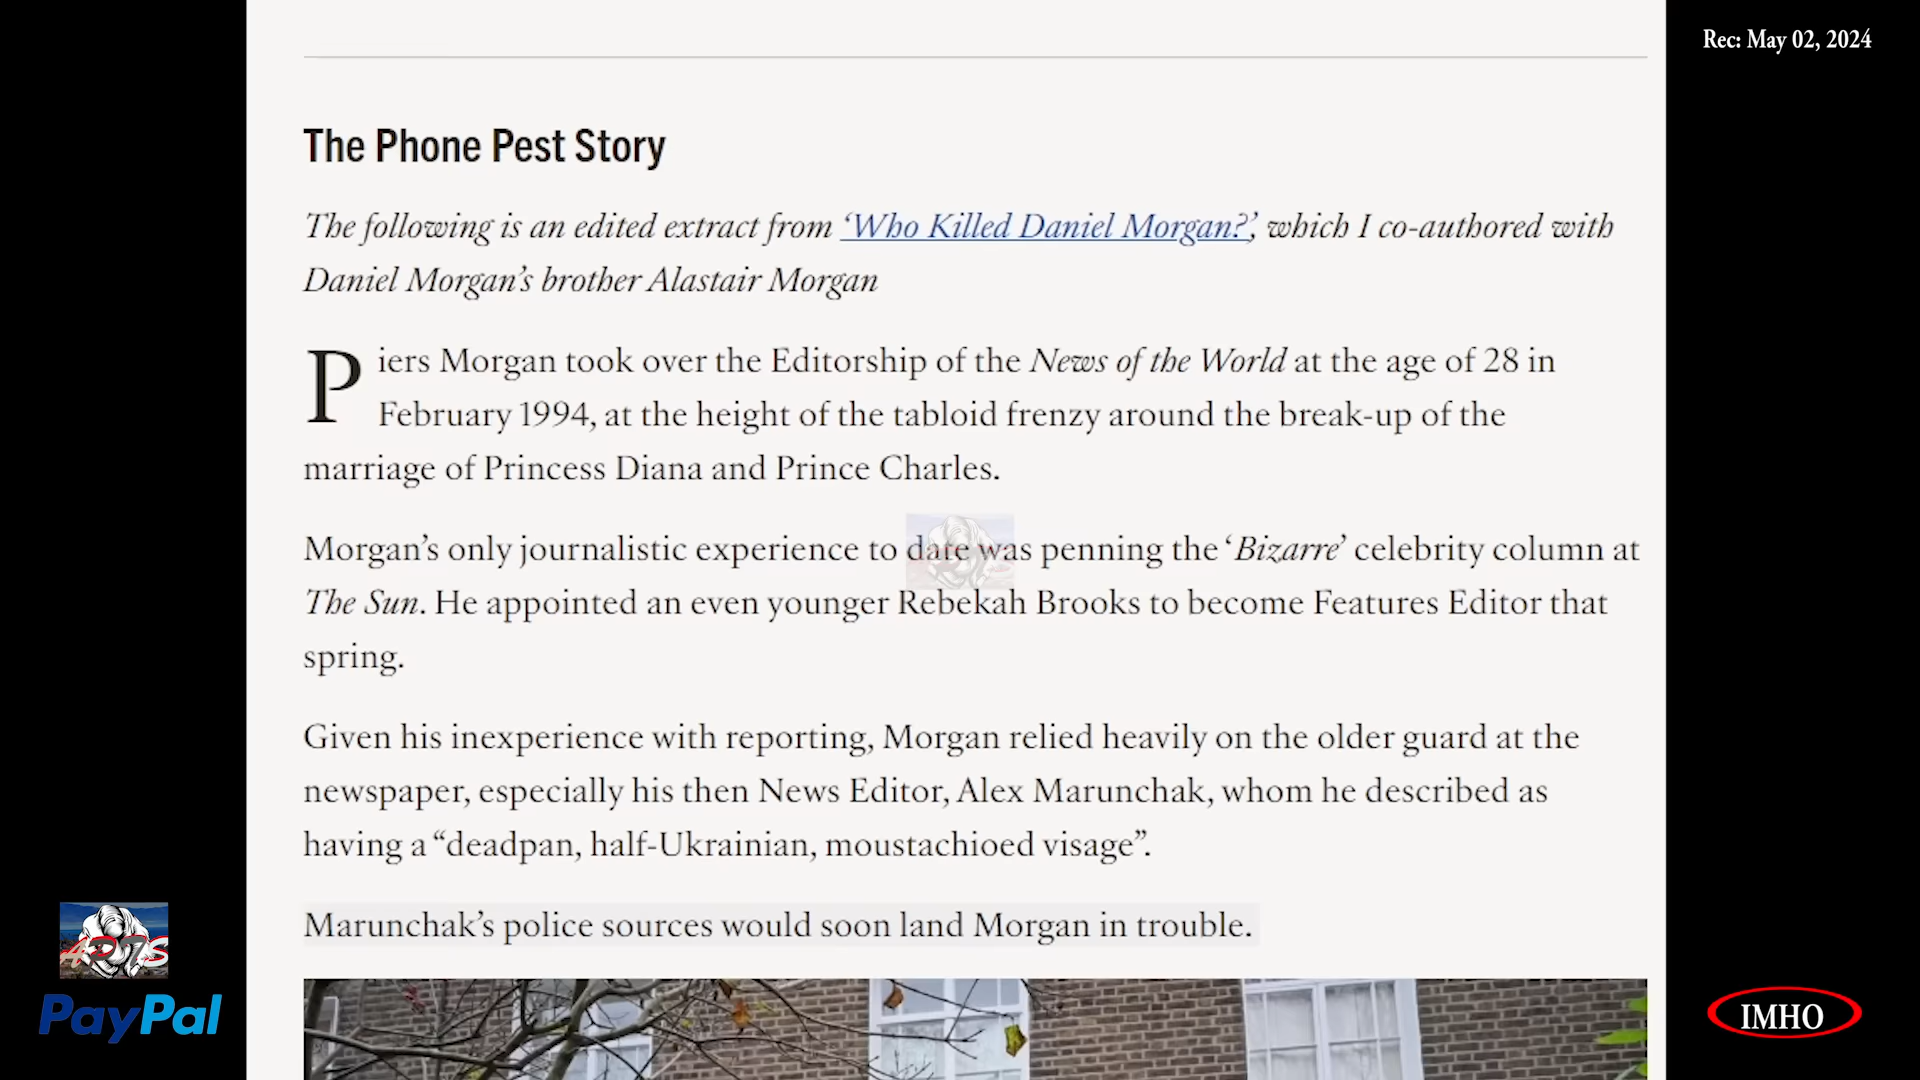 Rec: May 02, 2024
The Phone Pest Story
The following is an edited extract from ‘Who Killed Daniel Morgan?’, which I co-authored with
Daniel Morgan’s brother Alastair Morgan
Piers Morgan took over the Editorship of the News of the World at the age of 28 in
February 1994, at the height of the tabloid frenzy around the break-up of the
marriage of Princess Diana and Prince Charles.
Morgan’s only journalistic experience to date was penning the ‘Bizarre’ celebrity column at
The Sun. He appointed an even younger Rebekah Brooks to become Features Editor that
spring.
Given his inexperience with reporting, Morgan relied heavily on the older guard at the
newspaper, especially his then News Editor, Alex Marunchak, whom he described as
having a “deadpan, half-Ukrainian, moustachioed visage”.
Marunchak’s police sources would soon land Morgan in trouble.
PayPal
IMHO